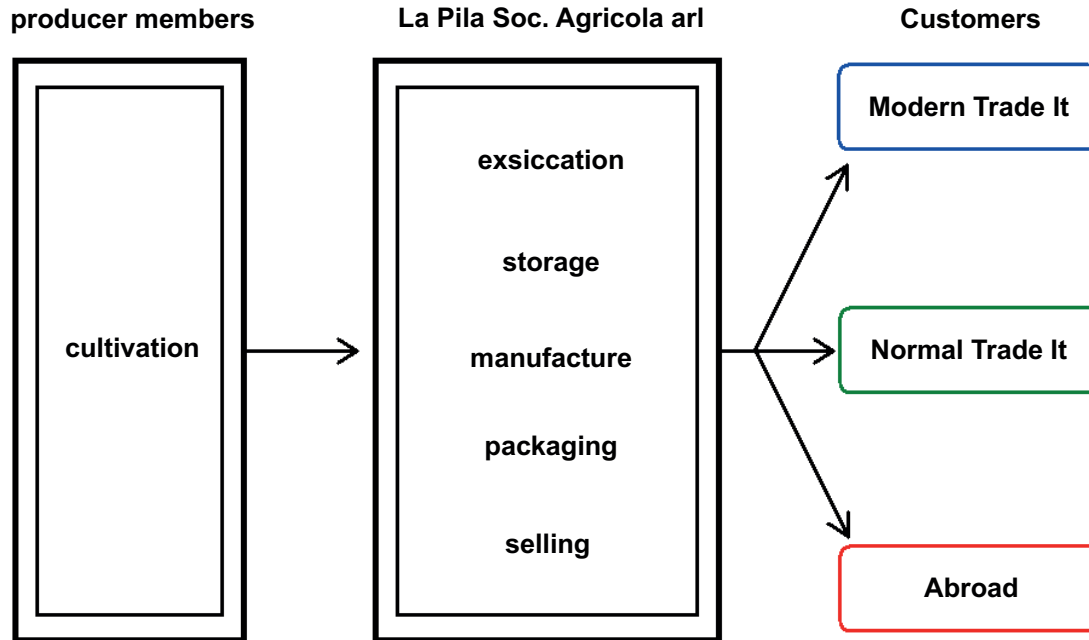 producer members
La Pila Soc. Agricola arl
Customers
cultivation
exsiccation
storage
manufacture
packaging
selling
Modern Trade It
Normal Trade It
Abroad